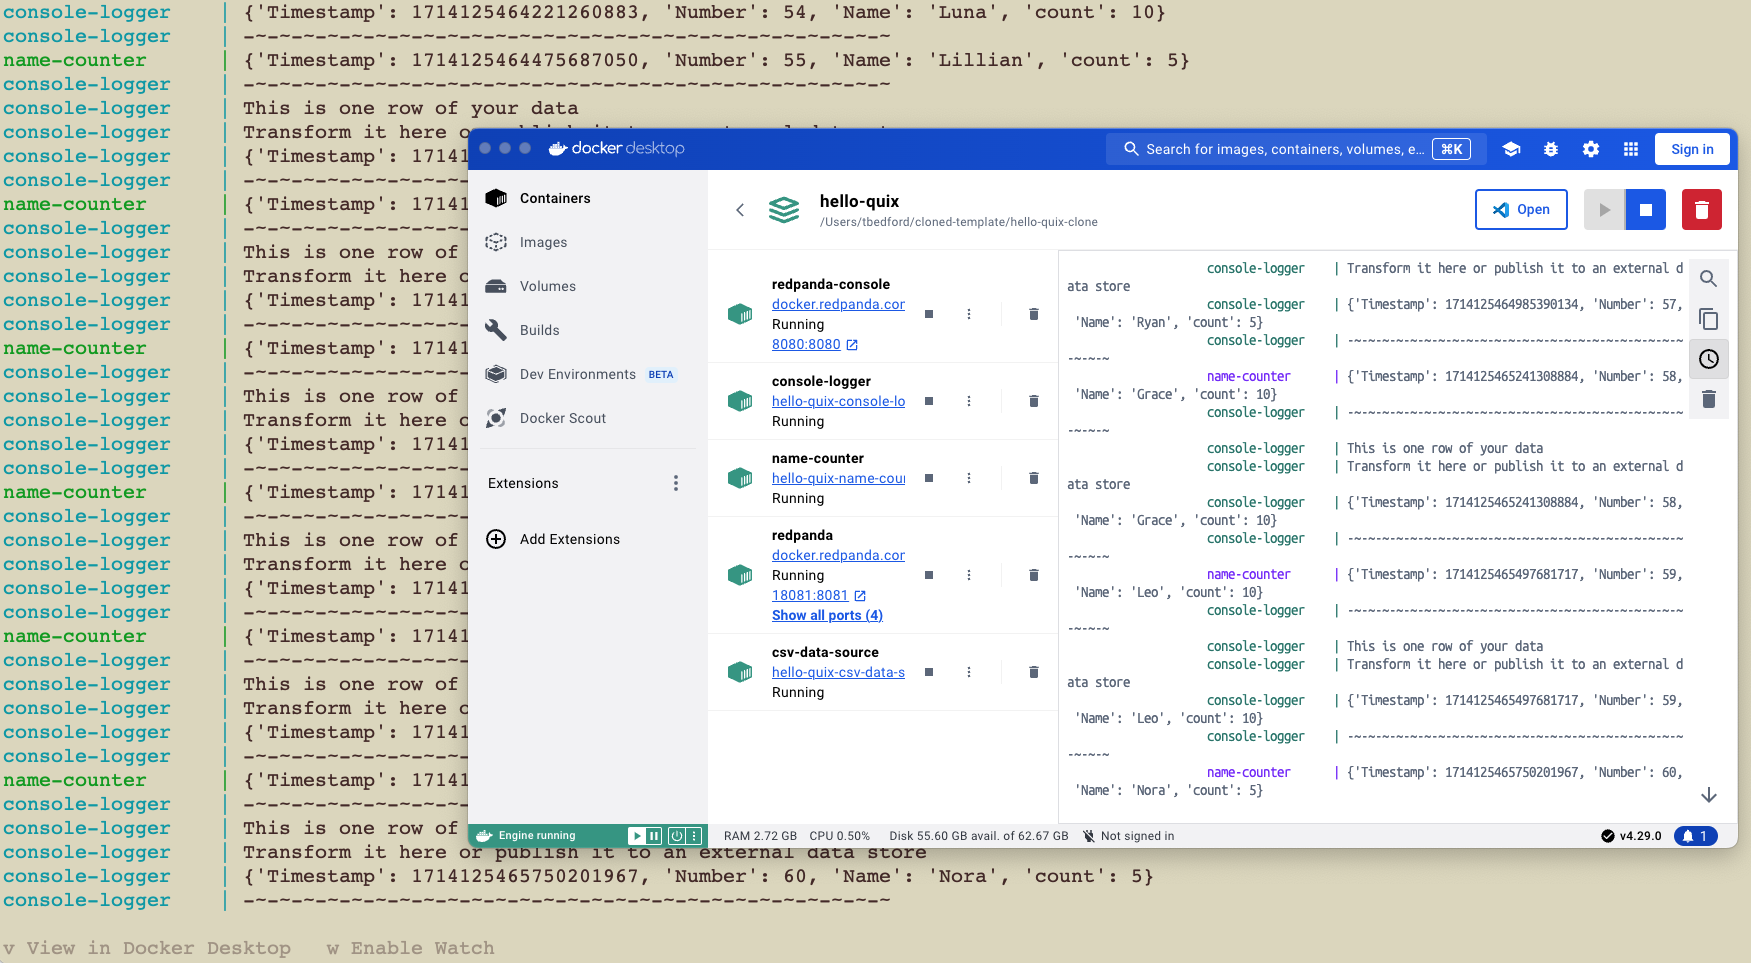 console-logger | {'Timestamp': 1714125464221260883, 'Number': 54, 'Name': 'Luna', 'count': 10}
console-logger | -~-~-~-~-~-~-~-~-~-~-~-~-~-~-~-~-~-~-~-~-~-~-~-~-~-~-~
name-counter | {'Timestamp': 1714125464475687050, 'Number': 55, 'Name': 'Lillian', 'count': 5}
console-logger | -~-~-~-~-~-~-~-~-~-~-~-~-~-~-~-~-~-~-~-~-~-~-~-~-~-~-~
console-logger | This is one row of your data
console-logger | Transform it here o
console-logger | {'Timestamp': 17141
console-logger | -~-~-~-~-~-~-~-~-~-
name-counter | {'Timestamp': 17141
console-logger | -~-~-~-~-~-~-~-~-~-
console-logger | This is one row of
console-logger | Transform it here o
console-logger | {'Timestamp': 17141
console-logger | -~-~-~-~-~-~-~-~-~-
name-counter | {'Timestamp': 17141
console-logger | -~-~-~-~-~-~-~-~-~-
console-logger | This is one row of
console-logger | Transform it here o
console-logger | {'Timestamp': 17141
console-logger | -~-~-~-~-~-~-~-~-~-
name-counter | {'Timestamp': 17141
console-logger | -~-~-~-~-~-~-~-~-~-
console-logger | This is one row of
console-logger | Transform it here o
console-logger | {'Timestamp': 17141
console-logger | -~-~-~-~-~-~-~-~-~-
name-counter | {'Timestamp': 17141
console-logger | -~-~-~-~-~-~-~-~-~-
console-logger | This is one row of
console-logger | Transform it here o
console-logger | {'Timestamp': 17141
console-logger | -~-~-~-~-~-~-~-~-~-
name-counter | {'Timestamp': 17141
console-logger | -~-~-~-~-~-~-~-~-~-
console-logger | This is one row of
console-logger | Transform it here or publish it to an external data store
console-logger | {'Timestamp': 1714125465750201967, 'Number': 60, 'Name': 'Nora', 'count': 5}
console-logger | -~-~-~-~-~-~-~-~-~-~-~-~-~-~-~-~-~-~-~-~-~-~-~-~-~-~-~
v View in Docker Desktop w Enable Watch
docker desktop
Search for images, containers, volumes, e... ⌘K
Sign in
Containers
Images
Volumes
Builds
Dev Environments BETA
Docker Scout
Extensions
Add Extensions
hello-quix
/Users/tbedford/cloned-template/hello-quix-clone
Open
redpanda-console
docker.redpanda.con
Running
8080:8080
console-logger
hello-quix-console-lo
Running
name-counter
hello-quix-name-cour
Running
redpanda
docker.redpanda.con
Running
18081:8081
Show all ports (4)
csv-data-source
hello-quix-csv-data-s
Running
console-logger | Transform it here or publish it to an external d
ata store
console-logger | {'Timestamp': 1714125464985390134, 'Number': 57,
'Name': 'Ryan', 'count': 5}
console-logger | -~-~-~-~-~-~-~-~-~-~-~-~-~-~-~-~-~-~-~-~-~-~-~-~
-~-~-~
name-counter | {'Timestamp': 1714125465241308884, 'Number': 58,
'Name': 'Grace', 'count': 10}
console-logger | -~-~-~-~-~-~-~-~-~-~-~-~-~-~-~-~-~-~-~-~-~-~-~-~
-~-~-~
console-logger | This is one row of your data
console-logger | Transform it here or publish it to an external d
ata store
console-logger | {'Timestamp': 1714125465241308884, 'Number': 58,
'Name': 'Grace', 'count': 10}
console-logger | -~-~-~-~-~-~-~-~-~-~-~-~-~-~-~-~-~-~-~-~-~-~-~-~
-~-~-~
name-counter | {'Timestamp': 1714125465497681717, 'Number': 59,
'Name': 'Leo', 'count': 10}
console-logger | -~-~-~-~-~-~-~-~-~-~-~-~-~-~-~-~-~-~-~-~-~-~-~-~
-~-~-~
console-logger | This is one row of your data
console-logger | Transform it here or publish it to an external d
ata store
console-logger | {'Timestamp': 1714125465497681717, 'Number': 59,
'Name': 'Leo', 'count': 10}
console-logger | -~-~-~-~-~-~-~-~-~-~-~-~-~-~-~-~-~-~-~-~-~-~-~-~
-~-~-~
name-counter | {'Timestamp': 1714125465750201967, 'Number': 60,
'Name': 'Nora', 'count': 5}
Engine running
RAM 2.72 GB CPU 0.50% Disk 55.60 GB avail. of 62.67 GB Not signed in
v4.29.0 1